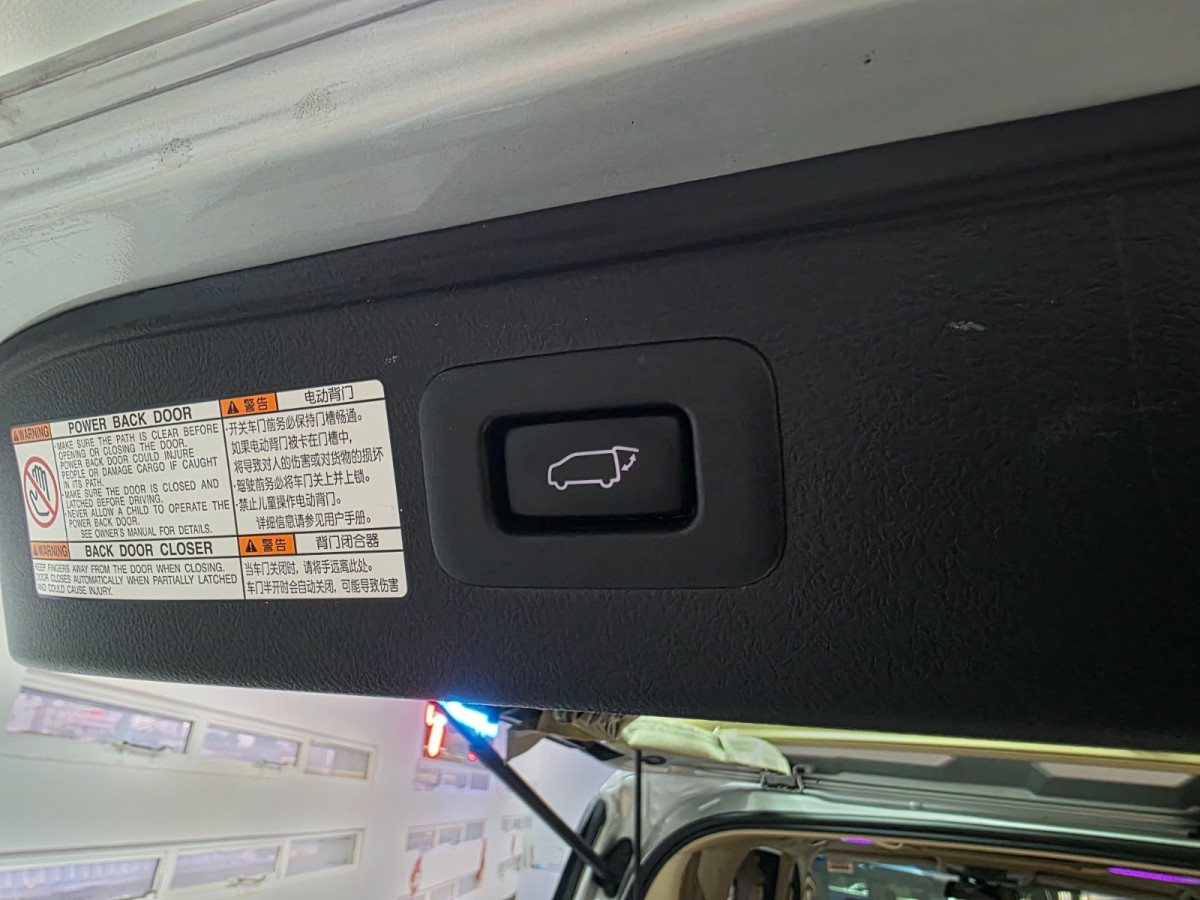 WARNING
POWER BACK DOOR
·MAKE SURE THE PATH IS CLEAR BEFORE
OPENING OR CLOSING THE DOOR.
POWER BACK DOOR COULD INJURE
PEOPLE OR DAMAGE CARGO IF CAUGHT
IN ITS PATH.
·MAKE SURE THE DOOR IS CLOSED AND
LATCHED BEFORE DRIVING.
·NEVER ALLOW A CHILD TO OPERATE THE
POWER BACK DOOR.
SEE OWNER'S MANUAL FOR DETAILS.
警告
电动背门
·开关车门前务必保持门槽畅通。
如果电动背门被卡在门槽中,
将导致对人的伤害或对货物的损坏
·驾驶前务必将车门关上并上锁。
·禁止儿童操作电动背门。
详细信息请参见用户手册。
WARNING
BACK DOOR CLOSER
KEEP FINGERS AWAY FROM THE DOOR WHEN CLOSING.
DOOR CLOSES AUTOMATICALLY WHEN PARTIALLY LATCHED
AND COULD CAUSE INJURY.
警告
背门闭合器
当车门关闭时, 请将手远离此处。
车门半开时会自动关闭, 可能导致伤害